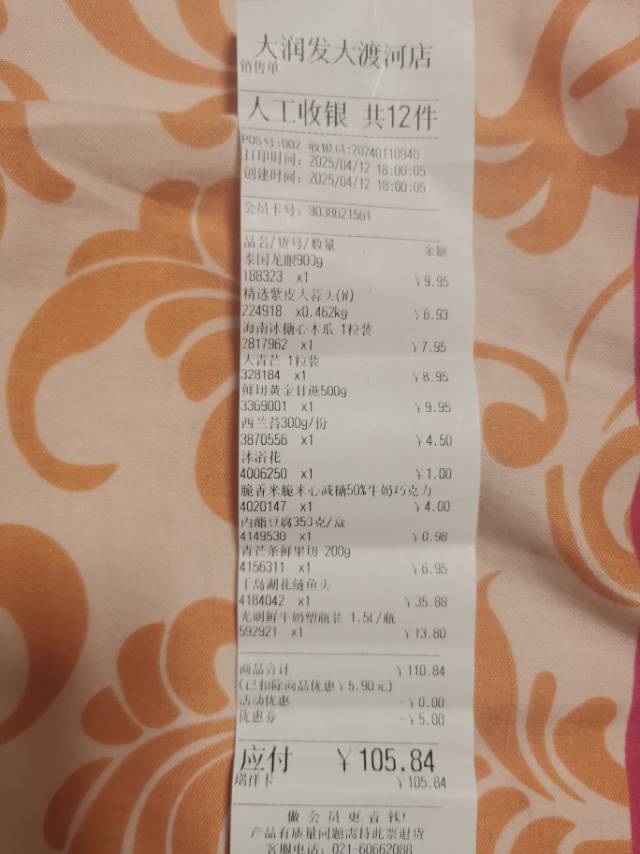 大润发大渡河店
销售单
人工收银 共12件
POS号:002 收银员:20240110940
打印时间: 2025/04/12 18:00:05
创建时间: 2025/04/12 18:00:05
会员卡号: 3038621561
品名/货号/数量 金额
泰国龙眼900g
188323 x1 ¥9.95
精选紫皮大蒜头(W)
224918 x0.462kg ¥6.93
海南冰糖心木瓜 1粒装
2817962 x1 ¥7.95
大青芒 1粒装
328184 x1 ¥8.95
鲜切黄金甘蔗500g
3369001 x1 ¥9.95
西兰苔300g/份
3870556 x1 ¥4.50
沐浴花
4006250 x1 ¥1.00
脆香米脆米心减糖50%牛奶巧克力
4020147 x1 ¥4.00
内酯豆腐350克/盒
4149530 x1 ¥0.98
青芒条鲜果切 200g
4156311 x1 ¥6.95
千岛湖花鲢鱼头
4184042 x1 ¥35.88
光明鲜牛奶塑瓶装 1.5L/瓶
592921 x1 ¥13.80
商品合计 ¥110.84
(已扣除商品优惠¥5.90元)
活动优惠 -¥0.00
优惠券 -¥5.00
应付 ¥105.84
瑞祥卡 ¥105.84
做会员更省钱!
产品有质量问题需持此票退货
客服电话: 021-60662088